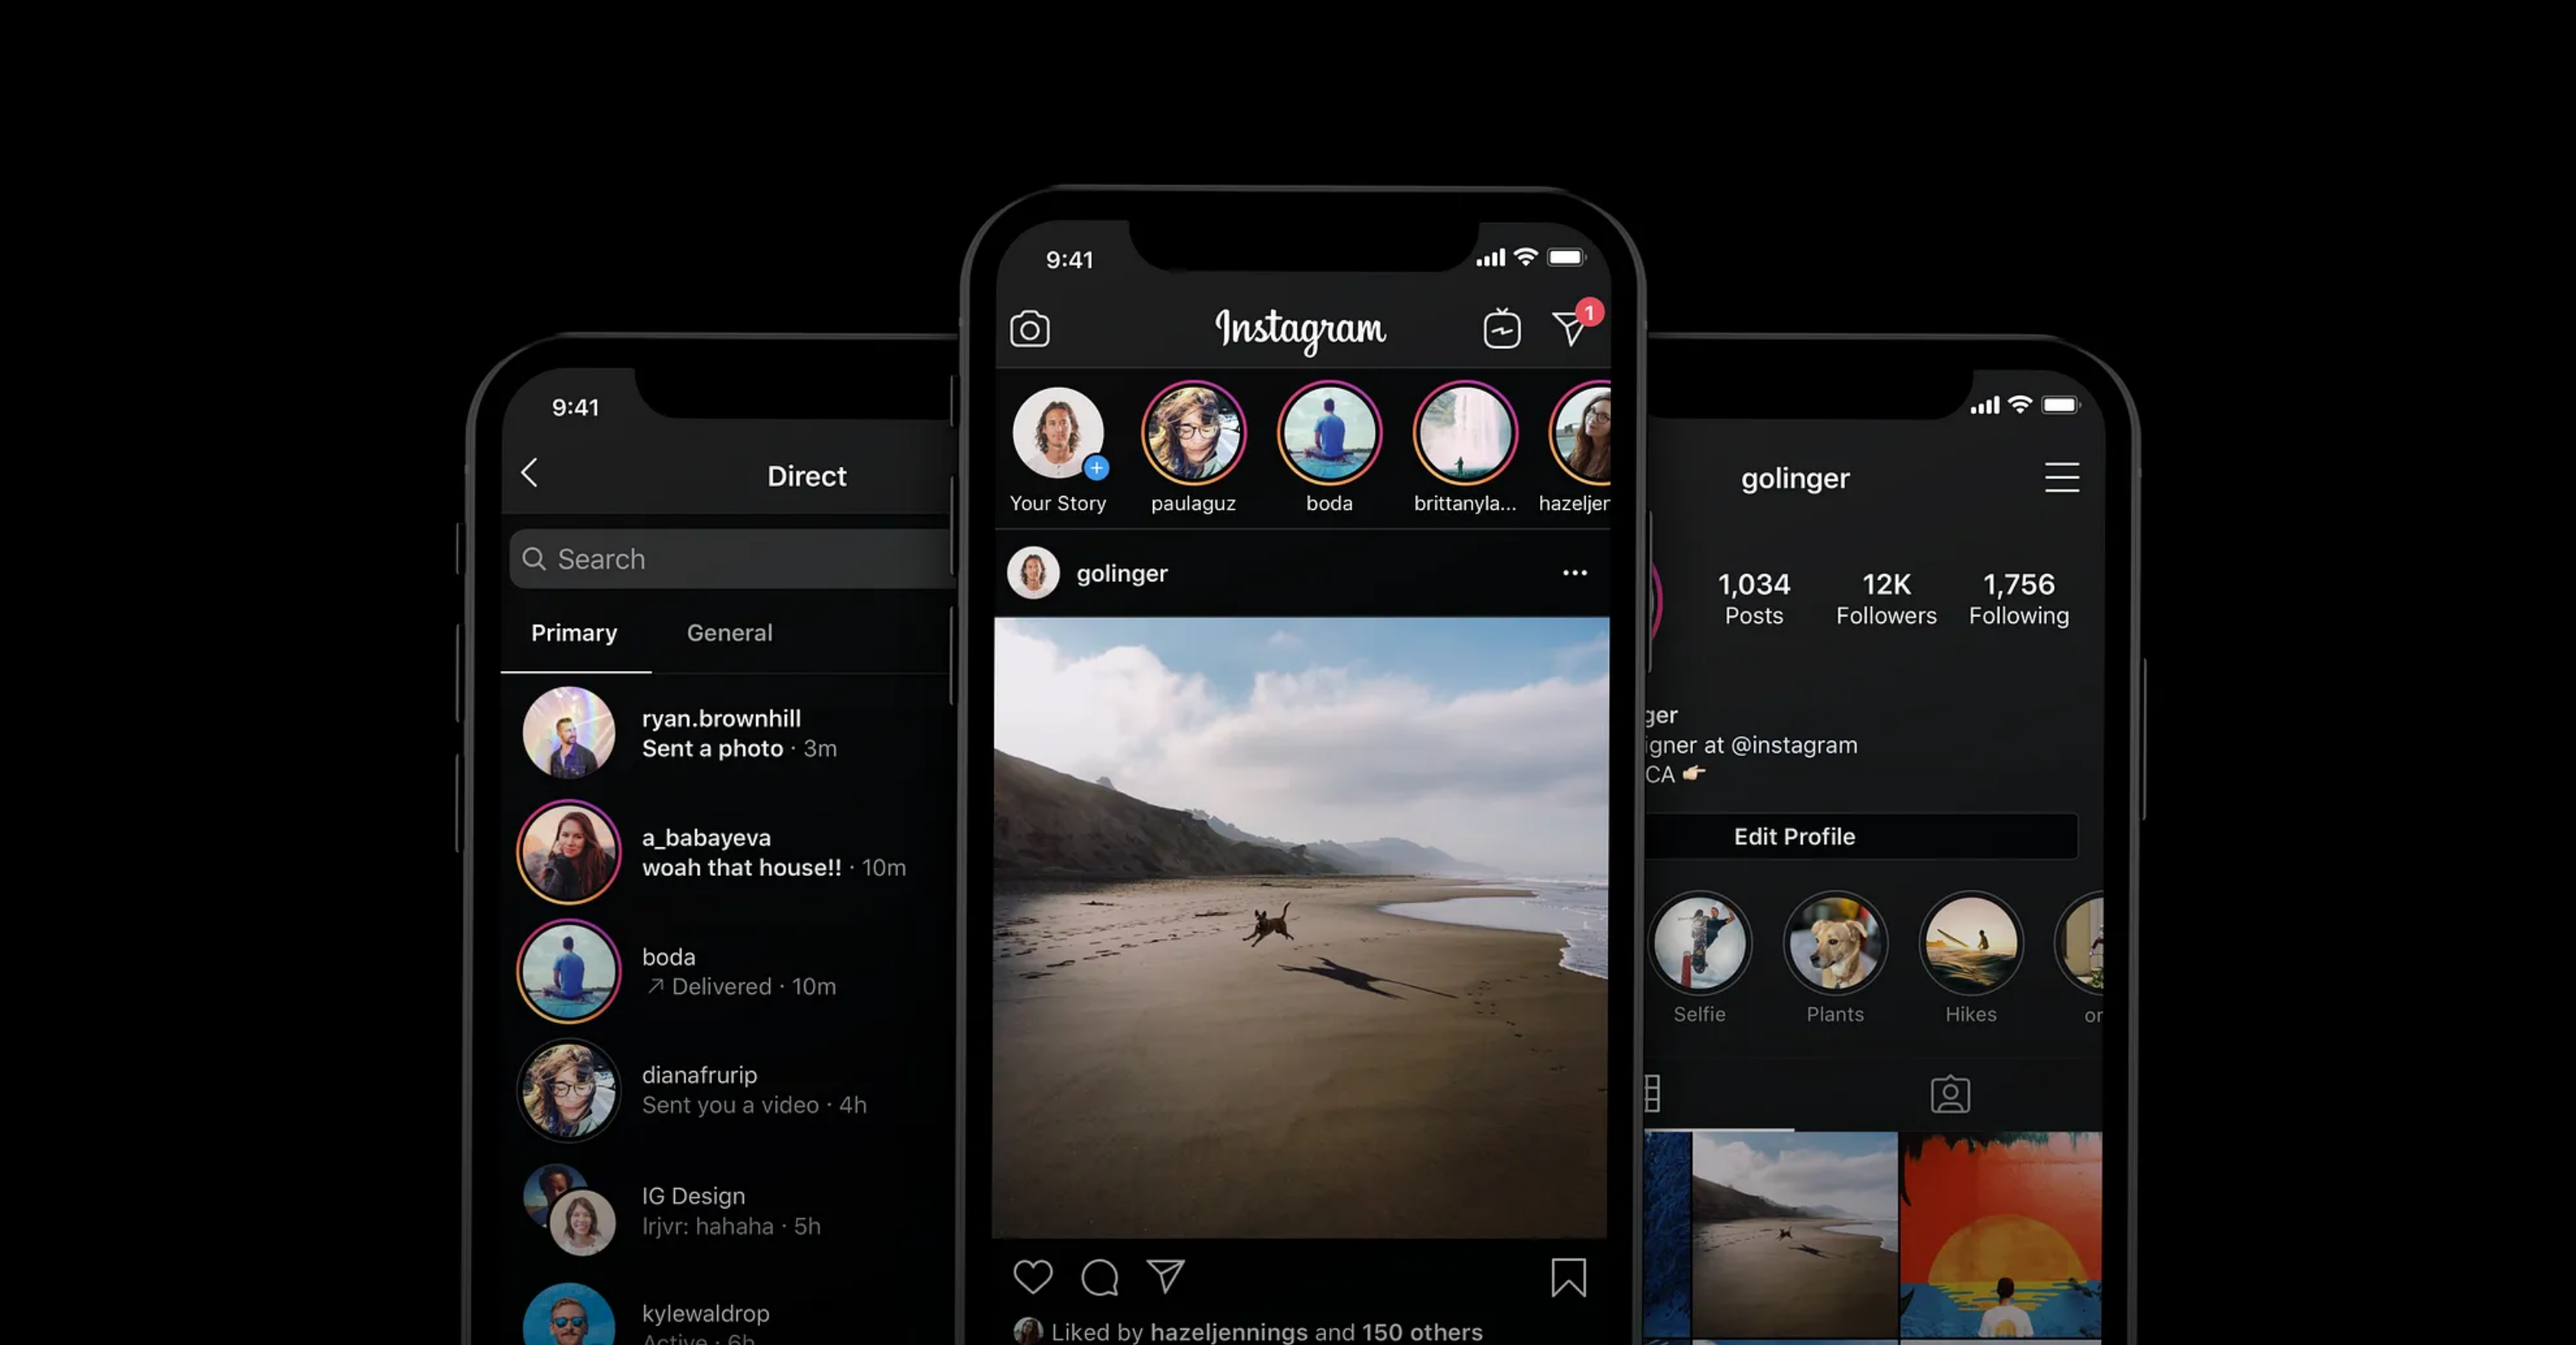 9:41
Direct
Search
Primary General
ryan.brownhill
Sent a photo · 3m
a_babayeva
woah that house!! · 10m
boda
Delivered · 10m
dianafrurip
Sent you a video · 4h
IG Design
lrjvr: hahaha · 5h
kylewaldrop
Active · 6h
9:41
Instagram
1
Your Story paulaguz boda brittanyla... hazeljer
golinger
Liked by hazeljennings and 150 others
golinger
1,034 12K 1,756
Posts Followers Following
ger
igner at @instagram
CA
Edit Profile
Selfie Plants Hikes or